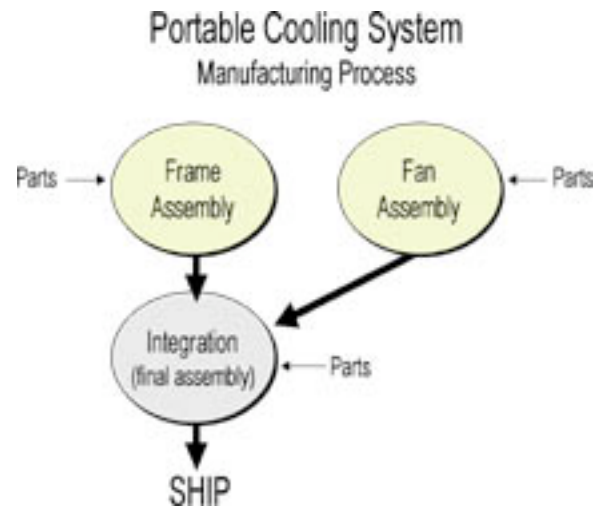 Portable Cooling System
Manufacturing Process
Parts
Frame
Assembly
Fan
Assembly
Parts
Integration
(final assembly)
Parts
SHIP